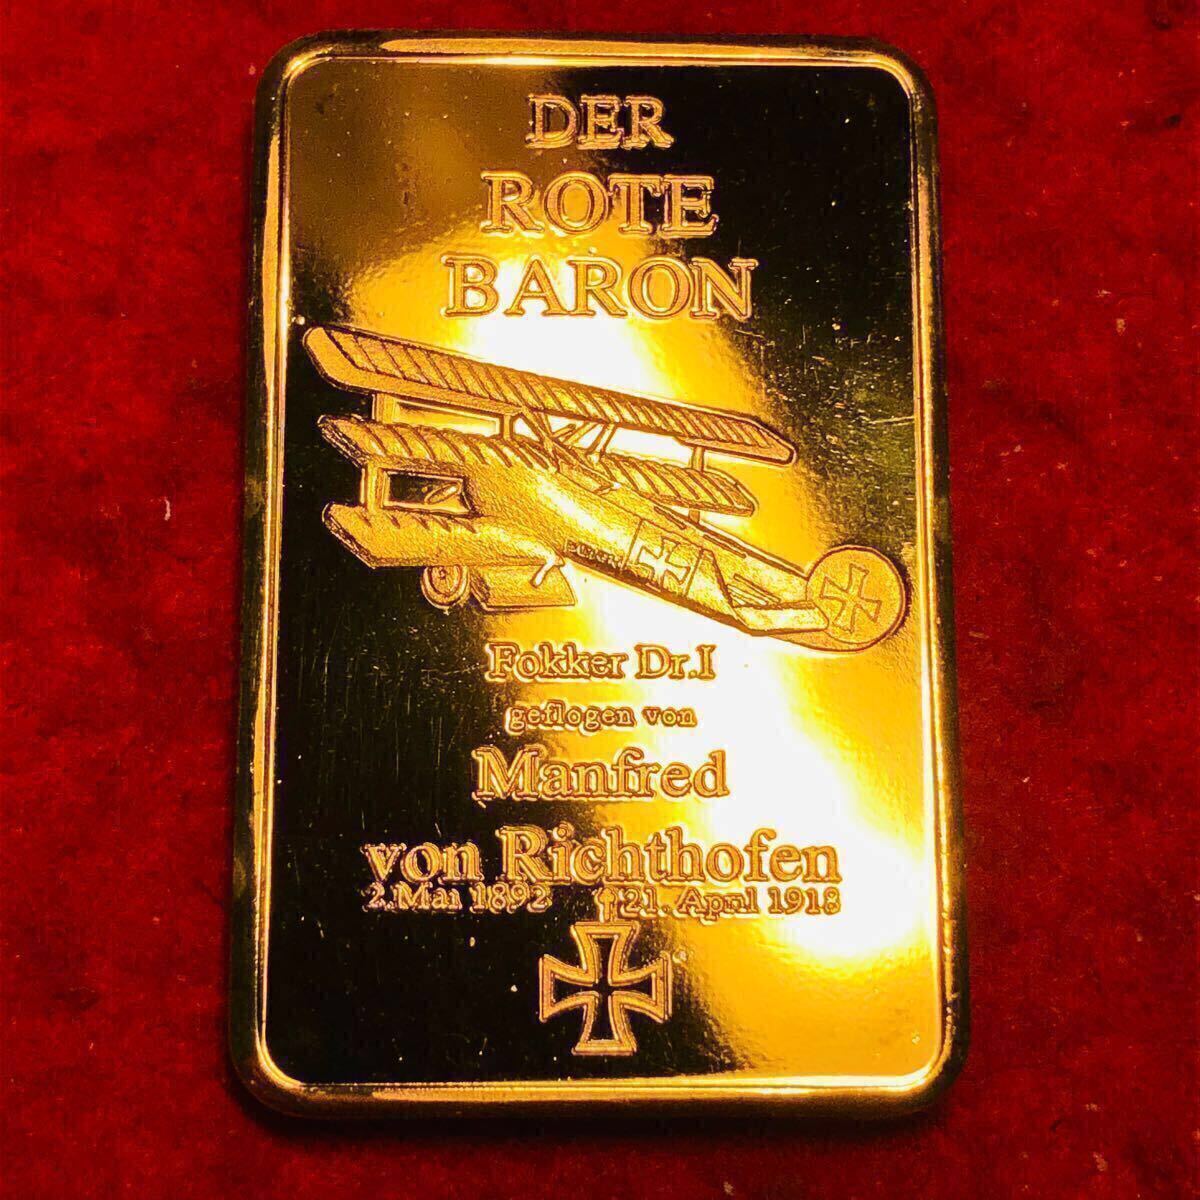 DER
ROTE
BARON
Fokker Dr.I
geflogen von
Manfred
von Richthofen
2.Mai 1892 †21. April 1918